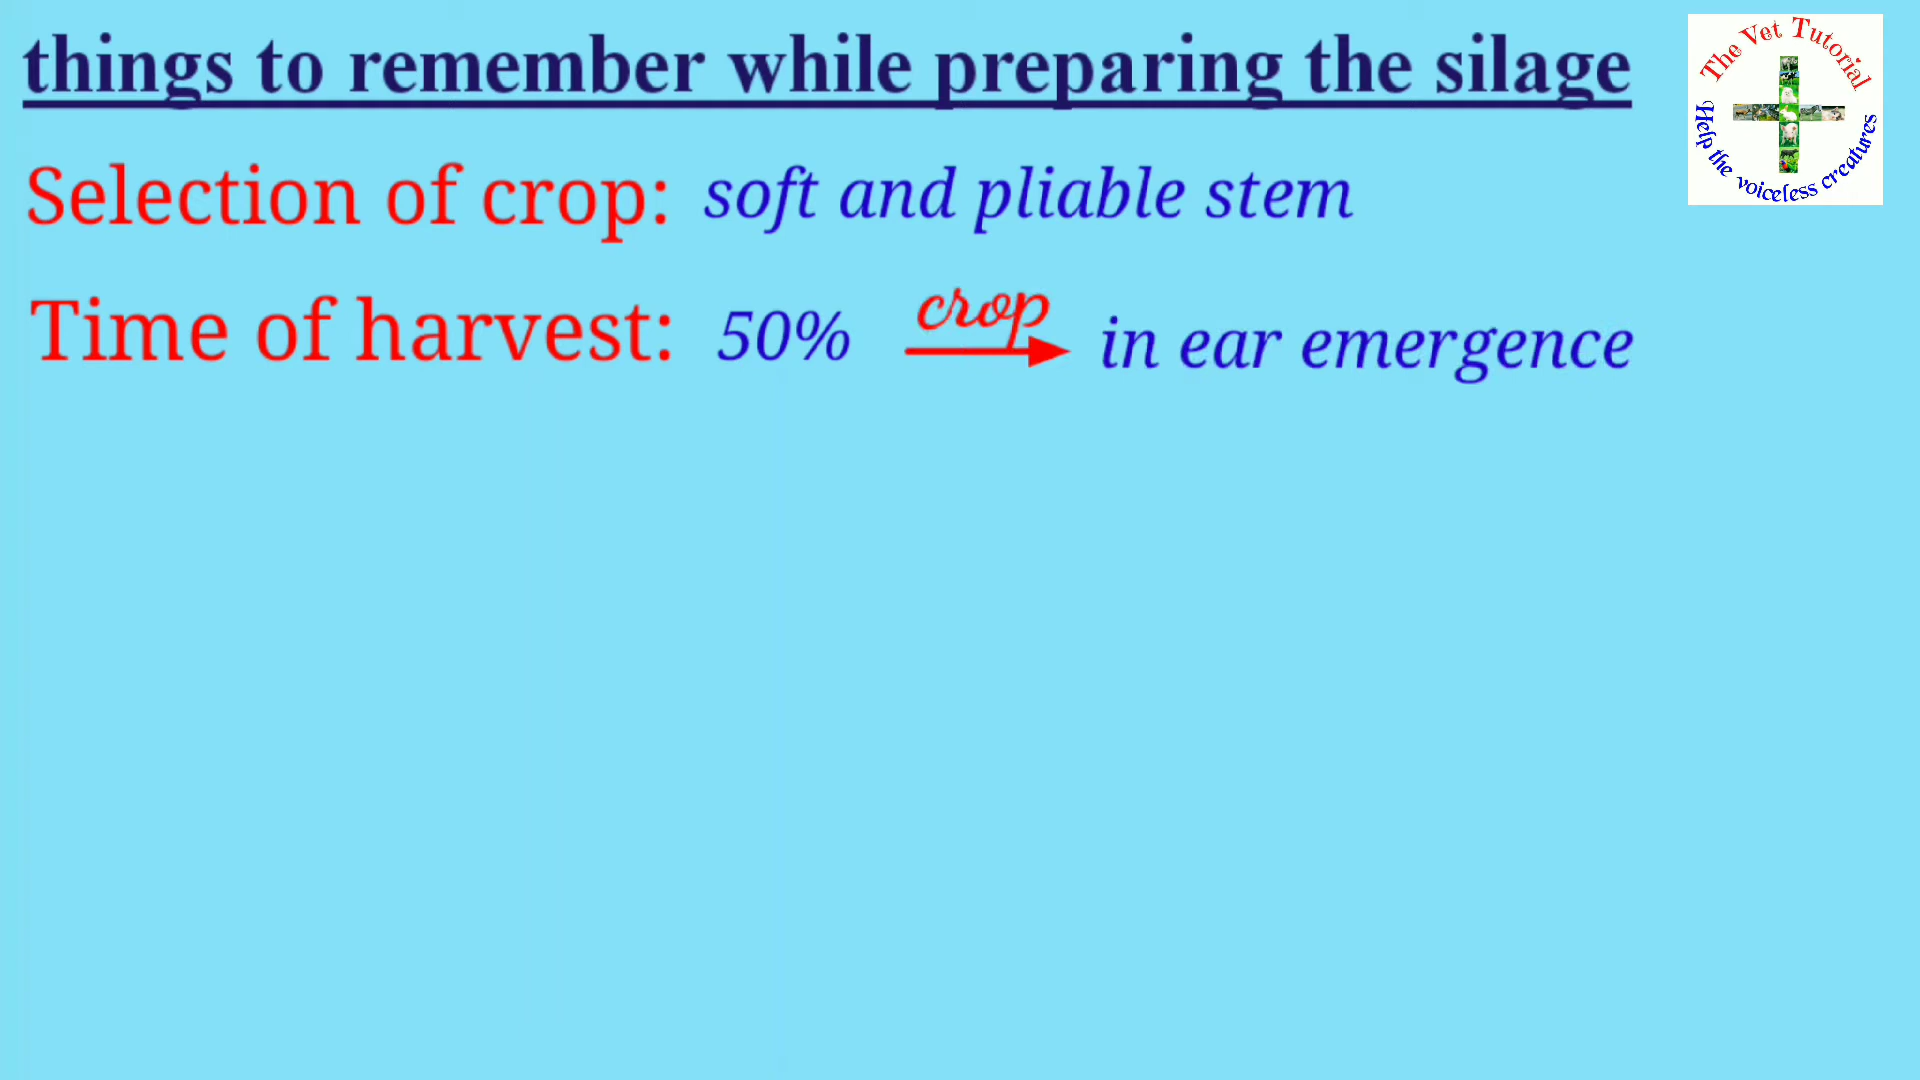 things to remember while preparing the silage
The Vet Tutorial
Help the voiceless creatures
Selection of crop: soft and pliable stem
Time of harvest: 50% crop in ear emergence